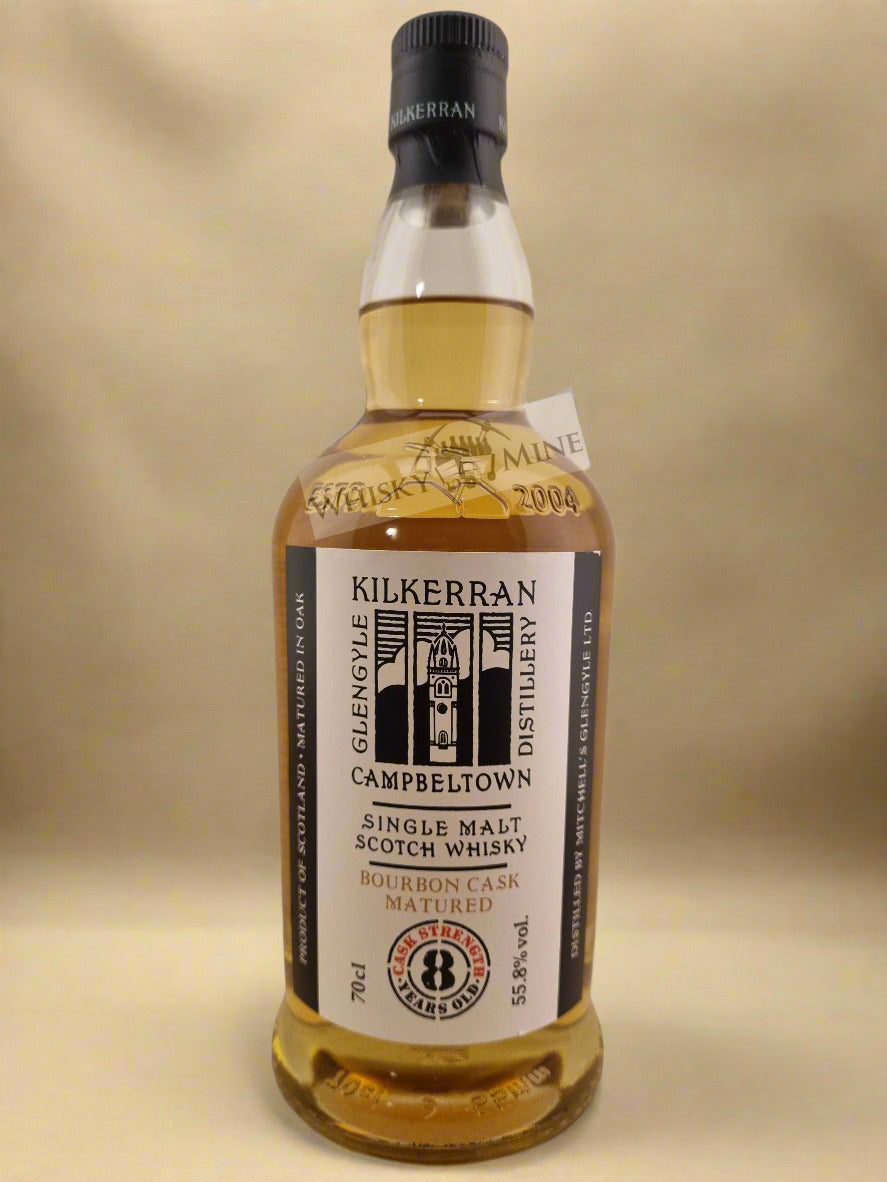 KILKERRAN
WHISKY MINE
ESTD 2004
KILKERRAN
GLENGYLE
DISTILLERY
CAMPBELTOWN
SINGLE MALT
SCOTCH WHISKY
BOURBON CASK
MATURED
CASK STRENGTH
8
YEARS OLD
70cl
55.8% vol.
PRODUCT OF SCOTLAND • MATURED IN OAK
DISTILLED BY MITCHELL'S GLENGYLE LTD